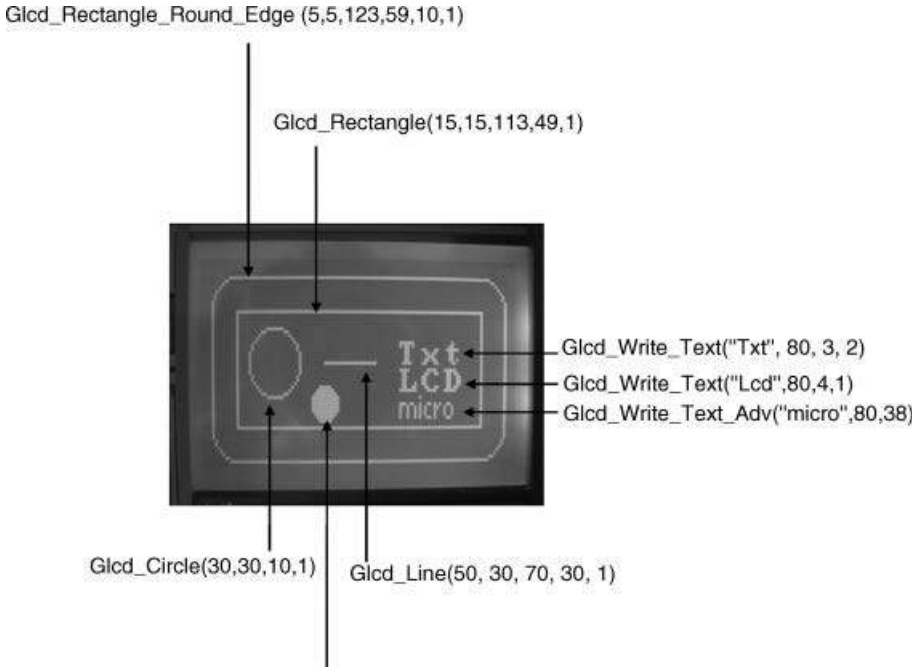 Glcd_Rectangle_Round_Edge (5,5,123,59,10,1)
Glcd_Rectangle(15,15,113,49,1)
Txt
LCD
micro
Glcd_Write_Text("Txt", 80, 3, 2)
Glcd_Write_Text("Lcd",80,4,1)
Glcd_Write_Text_Adv("micro",80,38)
Glcd_Circle(30,30,10,1)
Glcd_Line(50, 30, 70, 30, 1)